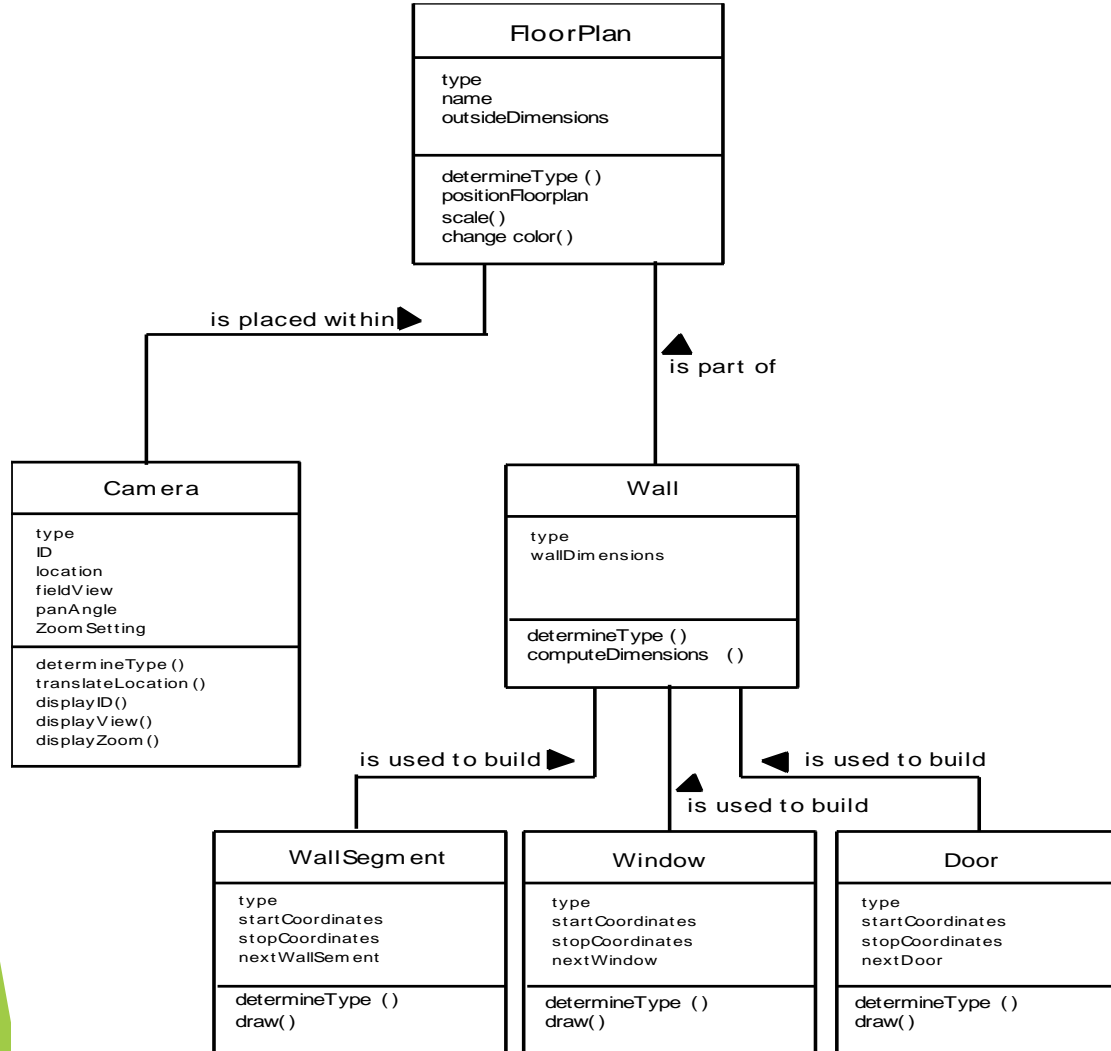 FloorPlan
type
name
outsideDimensions
determineType ()
positionFloorplan
scale()
change color()
is placed within
is part of
Camera
type
ID
location
fieldView
panAngle
ZoomSetting
determineType()
translateLocation()
displayID()
displayView()
displayZoom()
Wall
type
wallDimensions
determineType ()
computeDimensions ()
is used to build
is used to build
is used to build
WallSegment
type
startCoordinates
stopCoordinates
nextWallSement
determineType ()
draw()
Window
type
startCoordinates
stopCoordinates
nextWindow
determineType ()
draw()
Door
type
startCoordinates
stopCoordinates
nextDoor
determineType ()
draw()